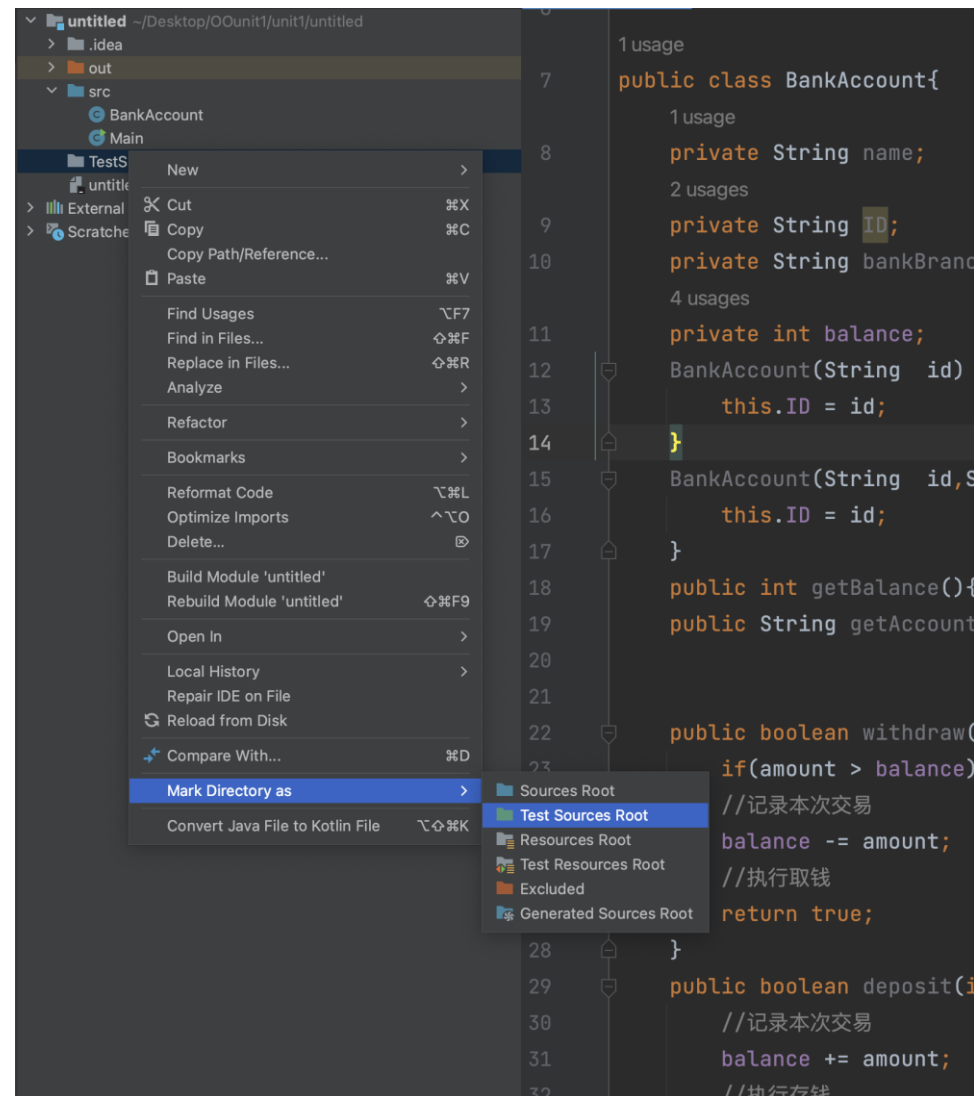 untitled ~/Desktop/OOunit1/unit1/untitled
.idea
out
src
BankAccount
Main
TestS
untitle
External
Scratche
New
Cut ⌘X
Copy ⌘C
Copy Path/Reference...
Paste ⌘V
Find Usages ⌥F7
Find in Files... ⇧⌘F
Replace in Files... ⇧⌘R
Analyze
Refactor
Bookmarks
Reformat Code ⌥⌘L
Optimize Imports ^⌥O
Delete... ⌦
Build Module 'untitled'
Rebuild Module 'untitled' ⇧⌘F9
Open In
Local History
Repair IDE on File
Reload from Disk
Compare With... ⌘D
Mark Directory as
Convert Java File to Kotlin File ⌥⇧⌘K
Sources Root
Test Sources Root
Resources Root
Test Resources Root
Excluded
Generated Sources Root
1 usage
7 public class BankAccount{
1 usage
8 private String name;
2 usages
9 private String ID;
10 private String bankBranc
4 usages
11 private int balance;
12 BankAccount(String  id)
13 this.ID = id;
14 }
15 BankAccount(String  id,S
16 this.ID = id;
17 }
18 public int getBalance(){
19 public String getAccount
20
21
22 public boolean withdraw(
23 if(amount > balance)
//记录本次交易
balance -= amount;
//执行取钱
return true;
28 }
29 public boolean deposit(i
30 //记录本次交易
31 balance += amount;
32 //执行存钱